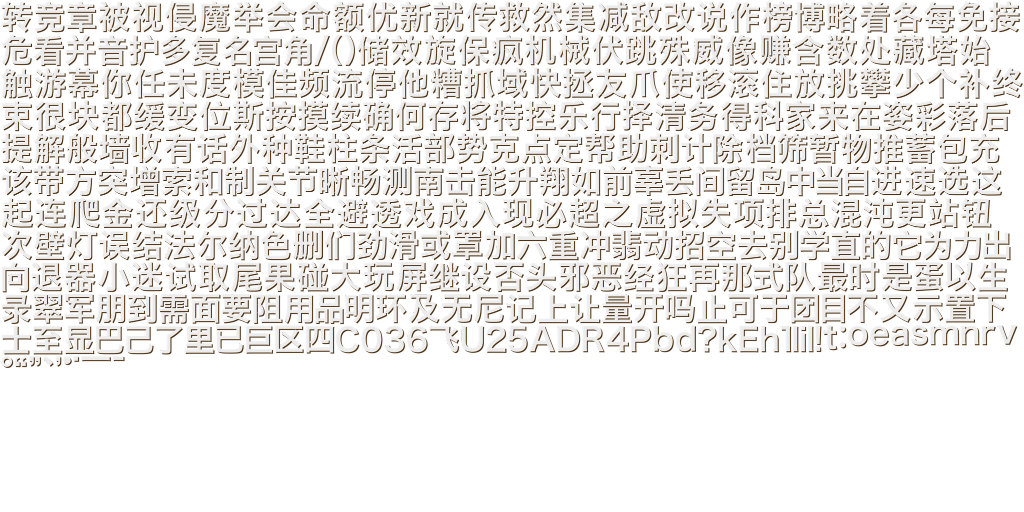 转竞章被视侵魔举会命额优新就传救然集减敌改说作榜博略着各每免接
危看并音护多复名宫角/()储效旋保疯机械伏跳殊威像赚含数处藏塔始
触游幕你任未度模佳频流停他糟抓域快拯友爪使移滚住放挑攀少个补终
束很块都缓变位斯按摸续确何存将特控乐行择清务得科家来在姿彩落后
提解般墙收有话外种鞋柱条活部势克点定帮助刺计除档筛暂物推蓄包充
该带方突增索和制关节晰畅测南击能升翔如前辜丢间留岛中当自进速选这
起连爬金还级分过达全避透戏成入现必超之虚拟失项排总混沌更站钮
次壁灯误结法尔纳色删们劲滑或罩加六重冲翡动招空去别学直的它为力出
向退器小迷试取尾果碰大玩屏继设否头邪恶经狂再那式队最时是蛋以生
录翠军朋到需面要阻用品明环及无尼记上让量开吗止可于团目不又示置下
士至显巴己了里已巨区四C036飞U25ADR4Pbd?kEh1lil!t:oeasmnrv